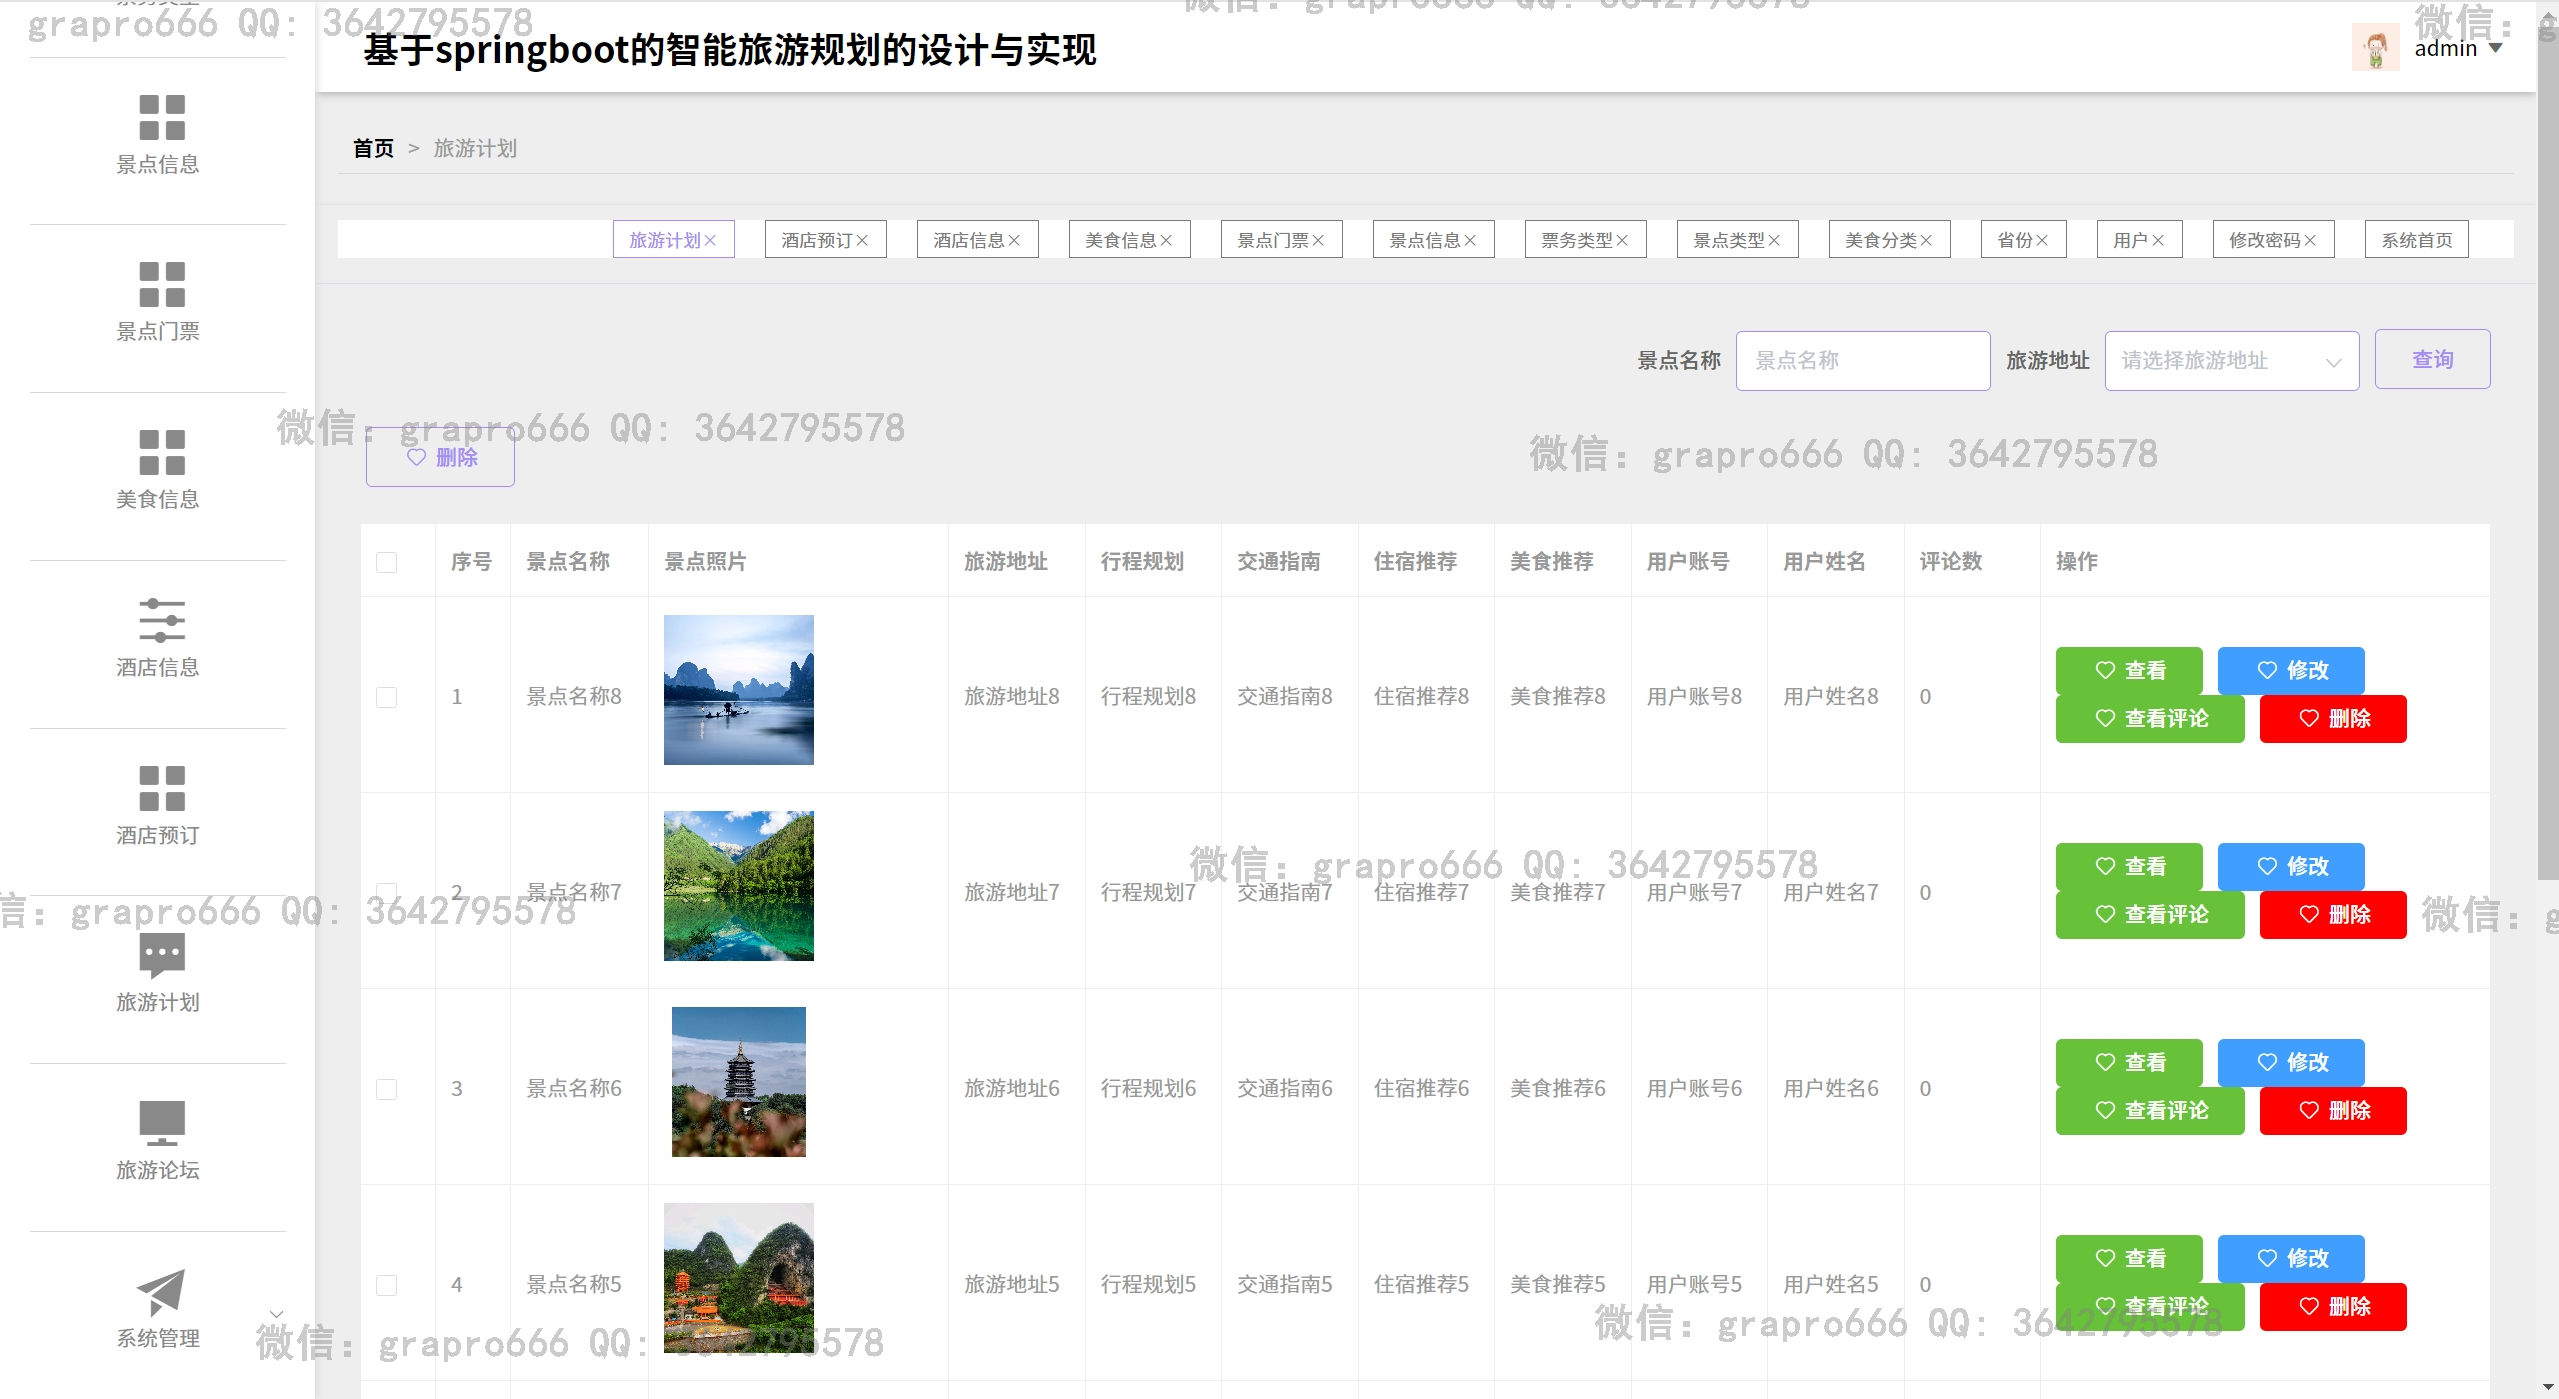 grapro666 QQ: 3642795578
基于springboot的智能旅游规划的设计与实现
微信:
admin
首页 > 旅游计划
旅游计划× 酒店预订× 酒店信息× 美食信息× 景点门票× 景点信息× 票务类型× 景点类型× 美食分类× 省份× 用户× 修改密码× 系统首页
景点信息
景点门票
美食信息
酒店信息
酒店预订
旅游计划
旅游论坛
系统管理
景点名称 景点名称 旅游地址 请选择旅游地址 查询
微信: grapro666 QQ: 3642795578
微信: grapro666 QQ: 3642795578
删除
序号 景点名称 景点照片 旅游地址 行程规划 交通指南 住宿推荐 美食推荐 用户账号 用户姓名 评论数 操作
1 景点名称8 旅游地址8 行程规划8 交通指南8 住宿推荐8 美食推荐8 用户账号8 用户姓名8 0 查看 修改
查看评论 删除
微信: grapro666 QQ: 3642795578
2 景点名称7 旅游地址7 行程规划7 交通指南7 住宿推荐7 美食推荐7 用户账号7 用户姓名7 0 查看 修改
查看评论 删除
信: grapro666 QQ: 3642795578
微信: g
3 景点名称6 旅游地址6 行程规划6 交通指南6 住宿推荐6 美食推荐6 用户账号6 用户姓名6 0 查看 修改
查看评论 删除
4 景点名称5 旅游地址5 行程规划5 交通指南5 住宿推荐5 美食推荐5 用户账号5 用户姓名5 0 查看 修改
查看评论 删除
微信: grapro666 QQ: 3642795578
微信: grapro666 QQ: 3642795578